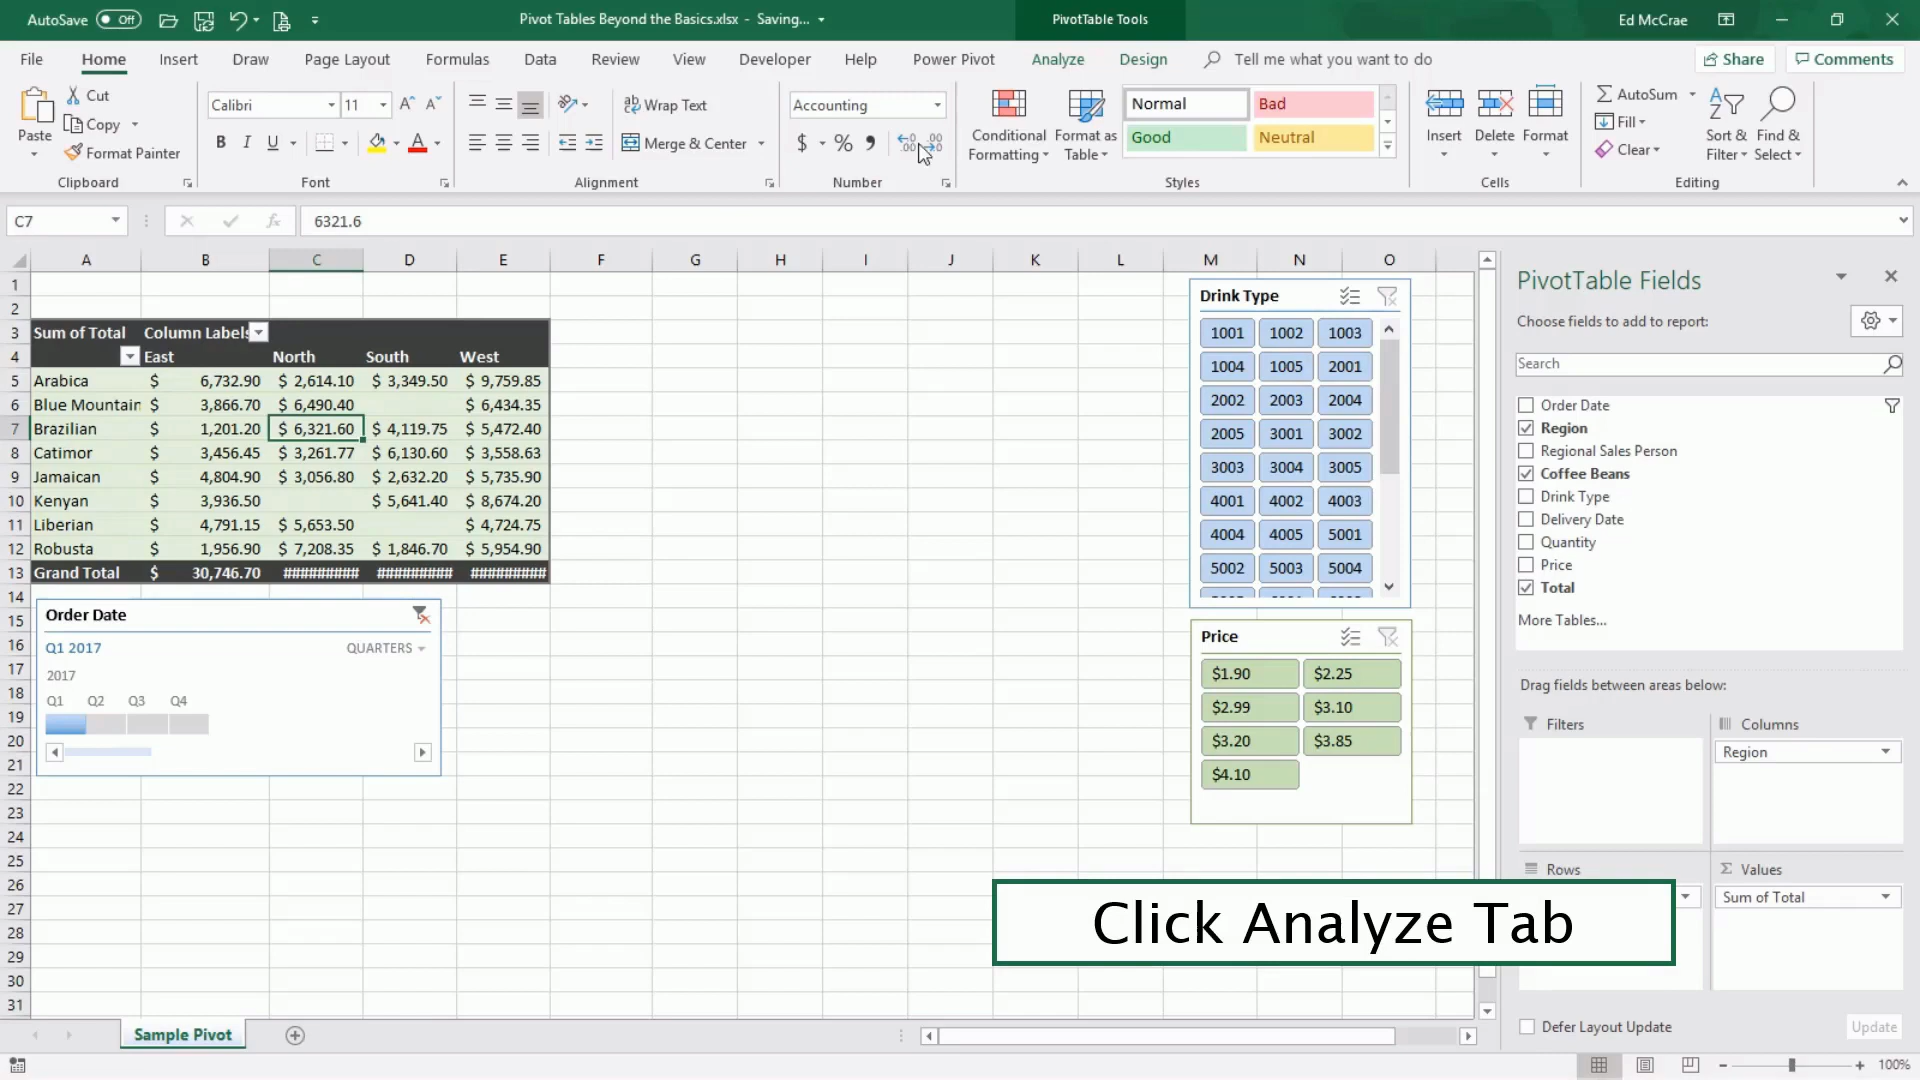 AutoSave Off Pivot Tables Beyond the Basics.xlsx - Saving... PivotTable Tools Ed McCrae
File Home Insert Draw Page Layout Formulas Data Review View Developer Help Power Pivot Analyze Design Tell me what you want to do Share Comments
Paste
Cut
Copy
Format Painter
Clipboard
Calibri 11
B I U
Font
Wrap Text
Merge & Center
Alignment
Accounting
$ % ,
Number
Conditional Formatting
Format as Table
Normal Bad
Good Neutral
Styles
Insert Delete Format
Cells
AutoSum
Fill
Clear
Sort & Filter
Find & Select
Editing
C7 fx 6321.6
A B C D E F G H I J K L M N O
1
2
3 Sum of Total Column Labels
4 East North South West
5 Arabica $ 6,732.90 $ 2,614.10 $ 3,349.50 $ 9,759.85
6 Blue Mountain $ 3,866.70 $ 6,490.40 $ 6,434.35
7 Brazilian $ 1,201.20 $ 6,321.60 $ 4,119.75 $ 5,472.40
8 Catimor $ 3,456.45 $ 3,261.77 $ 6,130.60 $ 3,558.63
9 Jamaican $ 4,804.90 $ 3,056.80 $ 2,632.20 $ 5,735.90
10 Kenyan $ 3,936.50 $ 5,641.40 $ 8,674.20
11 Liberian $ 4,791.15 $ 5,653.50 $ 4,724.75
12 Robusta $ 1,956.90 $ 7,208.35 $ 1,846.70 $ 5,954.90
13 Grand Total $ 30,746.70 ######### ######### #########
14
15
16
17
18
19
20
21
22
23
24
25
26
27
28
29
30
31
Order Date
Q1 2017 QUARTERS
2017
Q1 Q2 Q3 Q4
Drink Type
1001 1002 1003
1004 1005 2001
2002 2003 2004
2005 3001 3002
3003 3004 3005
4001 4002 4003
4004 4005 5001
5002 5003 5004
Price
$1.90 $2.25
$2.99 $3.10
$3.20 $3.85
$4.10
PivotTable Fields
Choose fields to add to report:
Search
Order Date
Region
Regional Sales Person
Coffee Beans
Drink Type
Delivery Date
Quantity
Price
Total
More Tables...
Drag fields between areas below:
Filters
Columns
Region
Rows
Values
Sum of Total
Click Analyze Tab
Defer Layout Update Update
Sample Pivot
100%